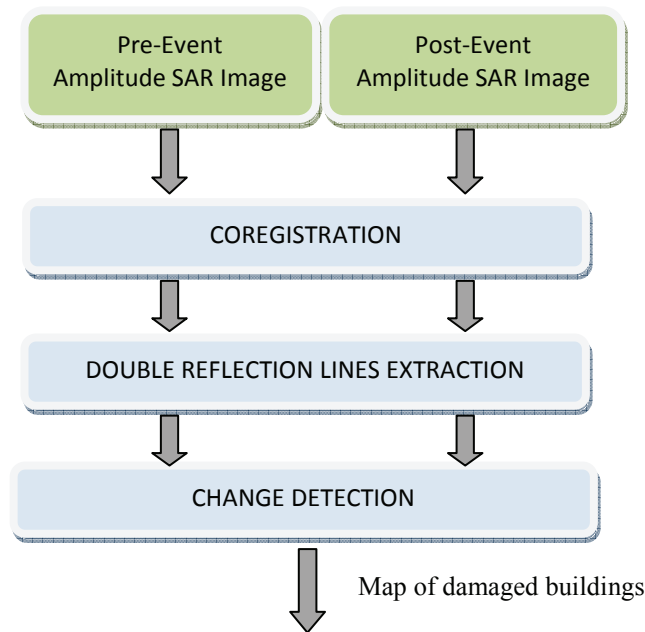 Pre-Event
Amplitude SAR Image
Post-Event
Amplitude SAR Image
COREGISTRATION
DOUBLE REFLECTION LINES EXTRACTION
CHANGE DETECTION
Map of damaged buildings